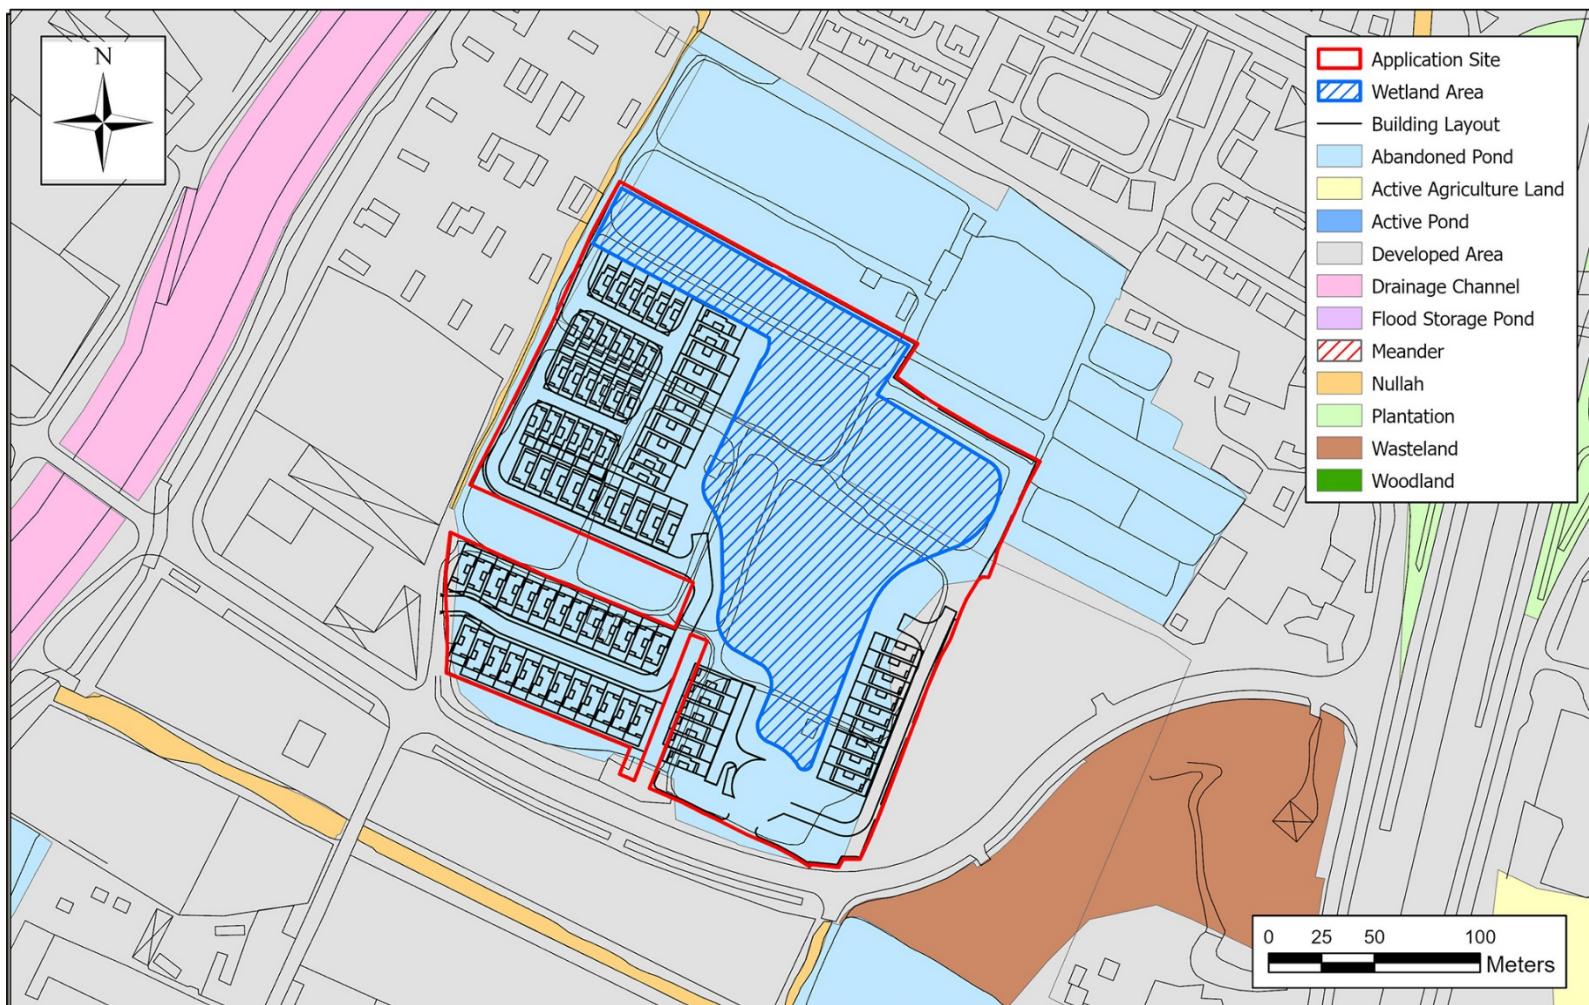 N
Application Site
Wetland Area
Building Layout
Abandoned Pond
Active Agriculture Land
Active Pond
Developed Area
Drainage Channel
Flood Storage Pond
Meander
Nullah
Plantation
Wasteland
Woodland
0 25 50 100
Meters